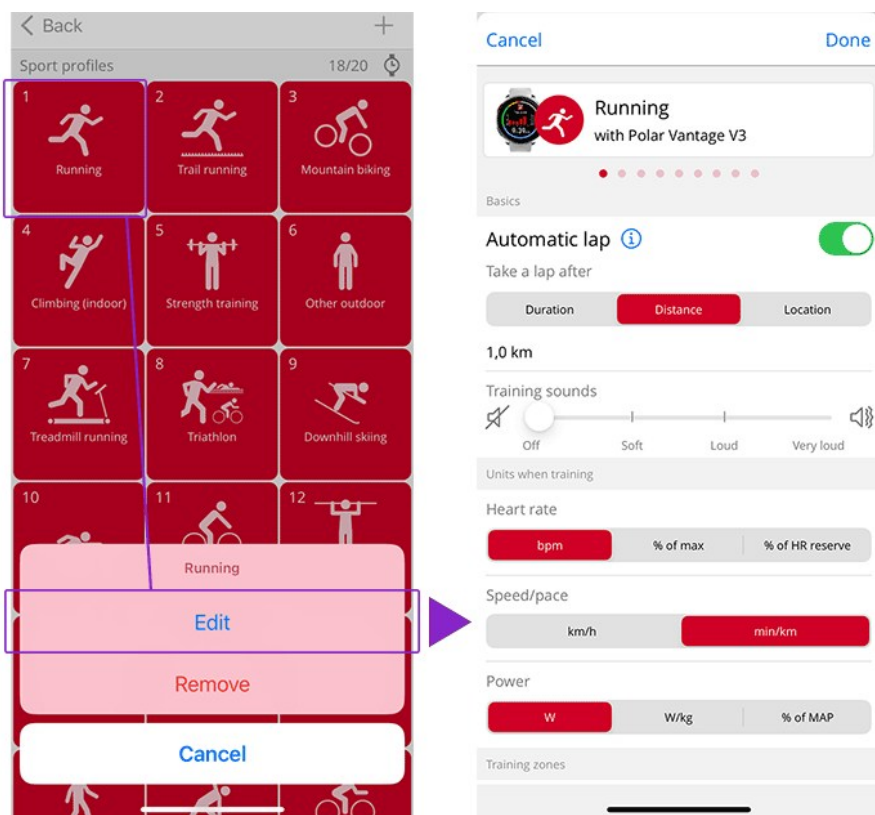 Back
Sport profiles 18/20
1 2 3
Running Trail running Mountain biking
4 5 6
Climbing (indoor) Strength training Other outdoor
7 8 9
Treadmill running Triathlon Downhill skiing
10 11 12
Running
Edit
Remove
Cancel
Cancel Done
Running
with Polar Vantage V3
Basics
Automatic lap
Take a lap after
Duration Distance Location
1,0 km
Training sounds
Off Soft Loud Very loud
Units when training
Heart rate
bpm % of max % of HR reserve
Speed/pace
km/h min/km
Power
W W/kg % of MAP
Training zones